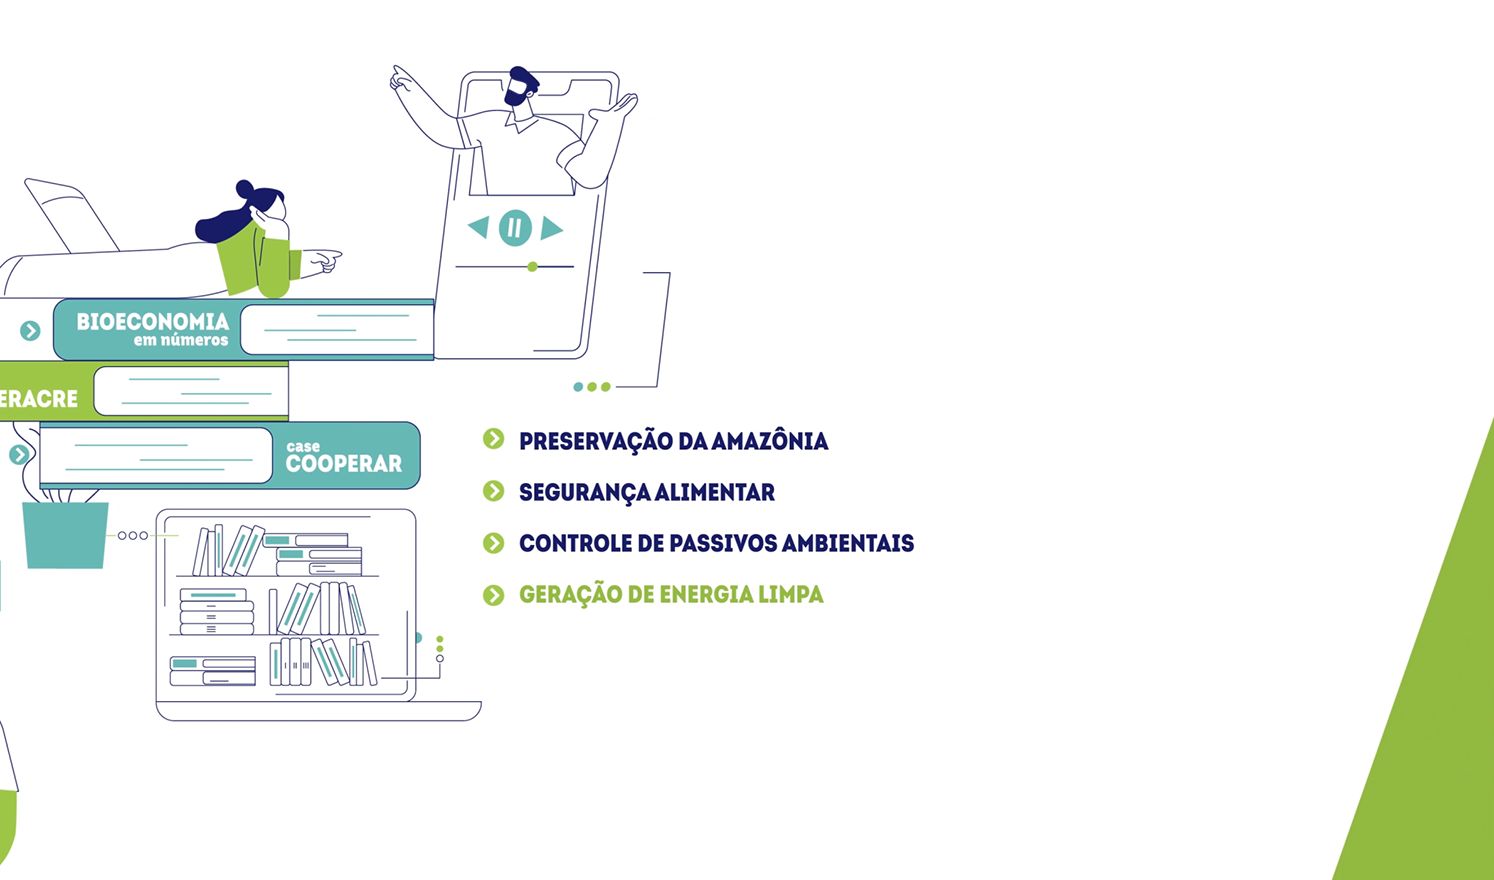 BIOECONOMIA
em números
ERACRE
case
COOPERAR
PRESERVAÇÃO DA AMAZÔNIA
SEGURANÇA ALIMENTAR
CONTROLE DE PASSIVOS AMBIENTAIS
GERAÇÃO DE ENERGIA LIMPA